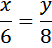 x/6 = y/8